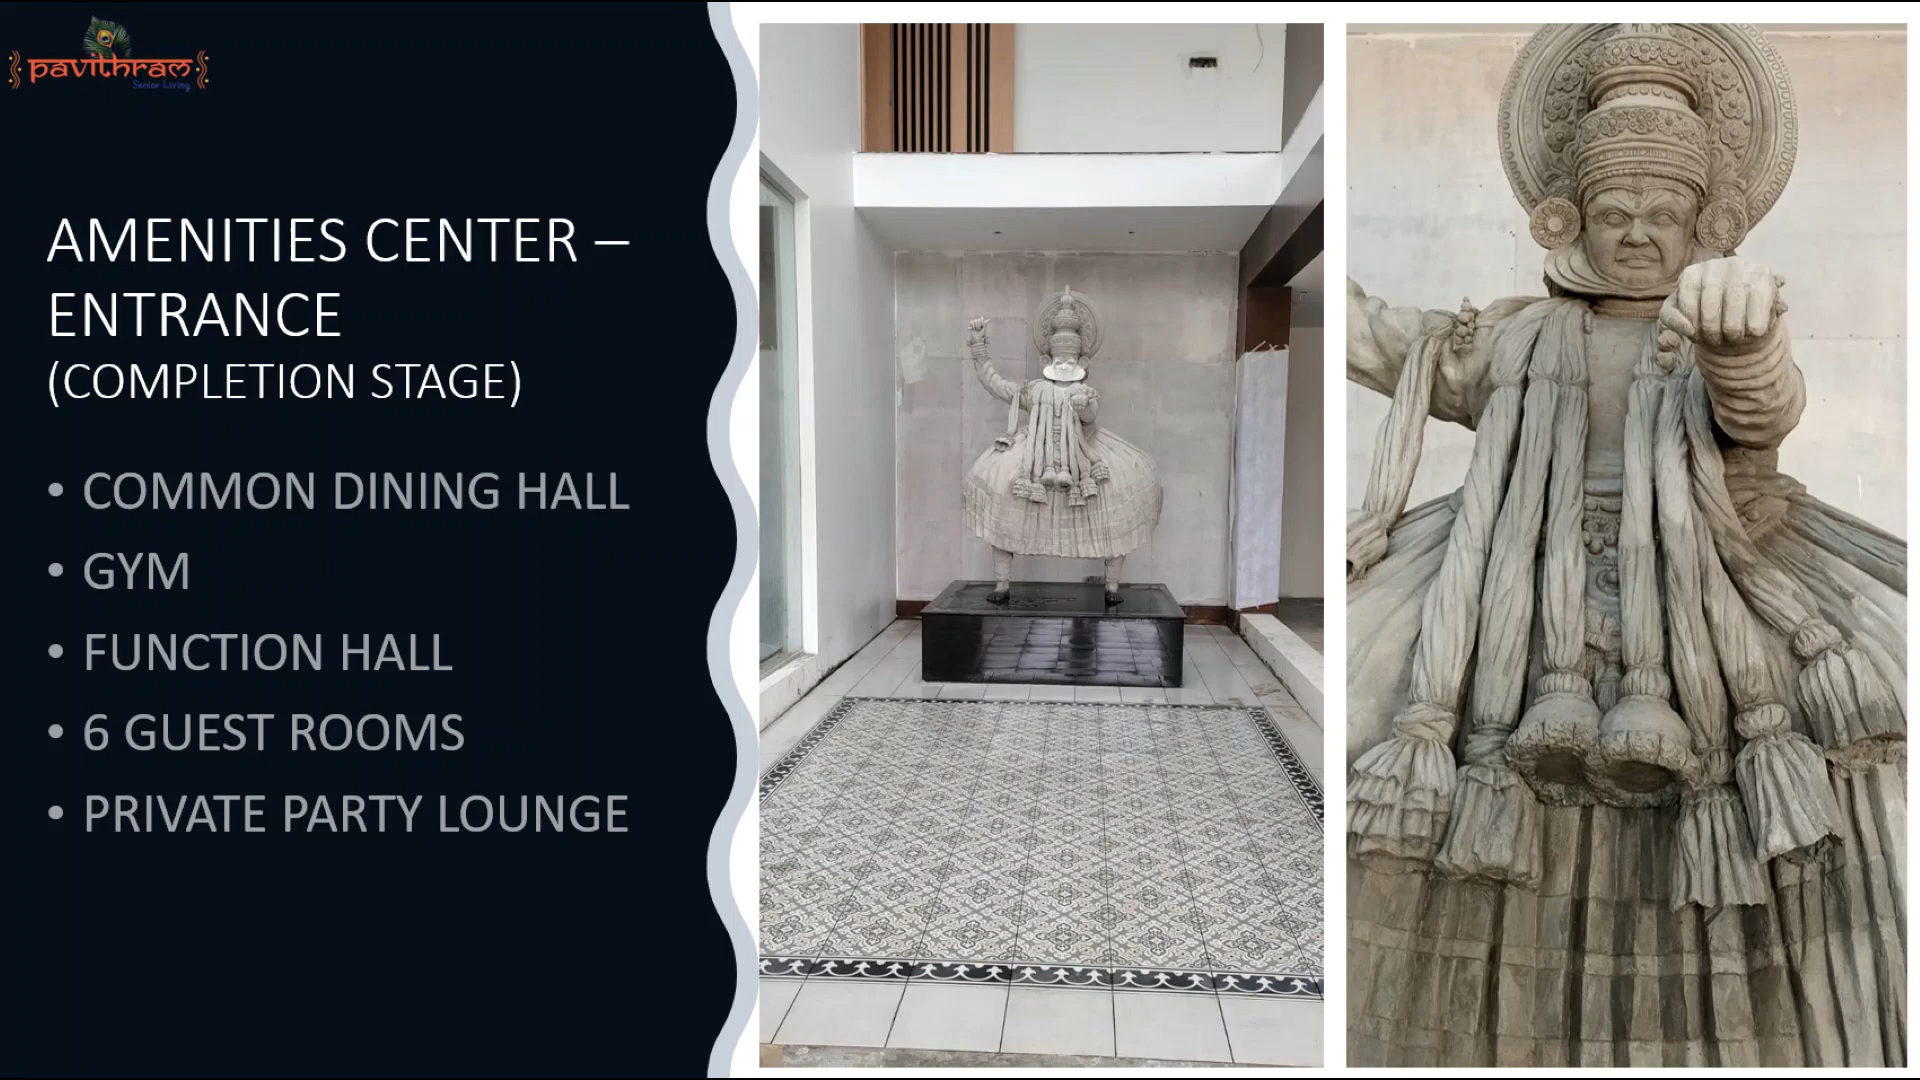 pavithram
Senior Living
AMENITIES CENTER –
ENTRANCE
(COMPLETION STAGE)
• COMMON DINING HALL
• GYM
• FUNCTION HALL
• 6 GUEST ROOMS
• PRIVATE PARTY LOUNGE